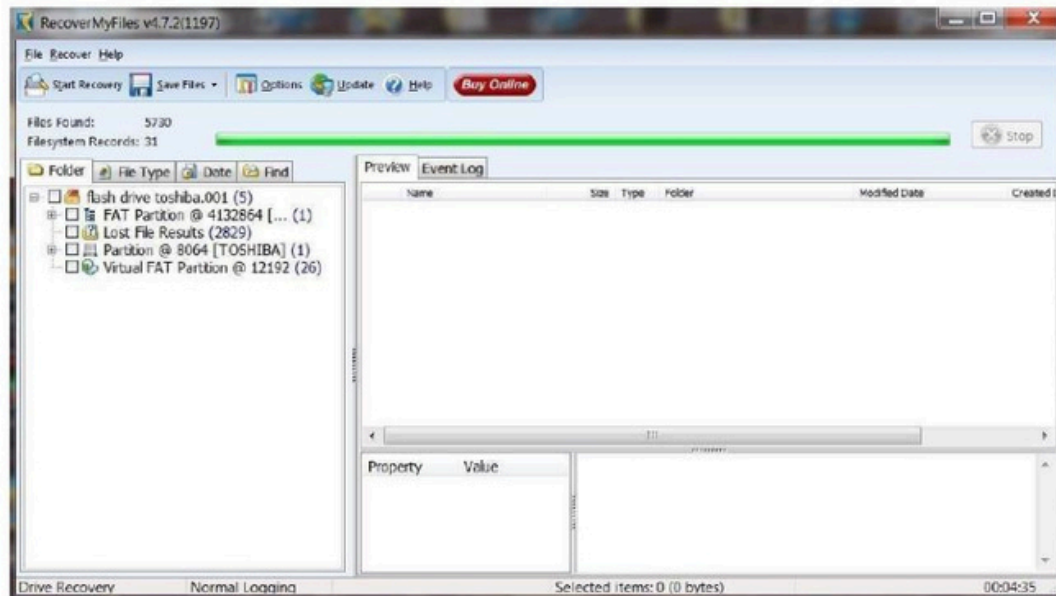 RecoverMyFiles v4.7.2(1197)
File Recover Help
Start Recovery Save Files Options Update Help Buy Online
Files Found: 5730
Filesystem Records: 31
Stop
Folder File Type Date Find
flash drive toshiba.001 (5)
FAT Partition @ 4132864 [... (1)
Lost File Results (2829)
Partition @ 8064 [TOSHIBA] (1)
Virtual FAT Partition @ 12192 (26)
Preview Event Log
Name Size Type Folder Modified Date Created
Property Value
Drive Recovery Normal Logging Selected items: 0 (0 bytes) 00:04:35